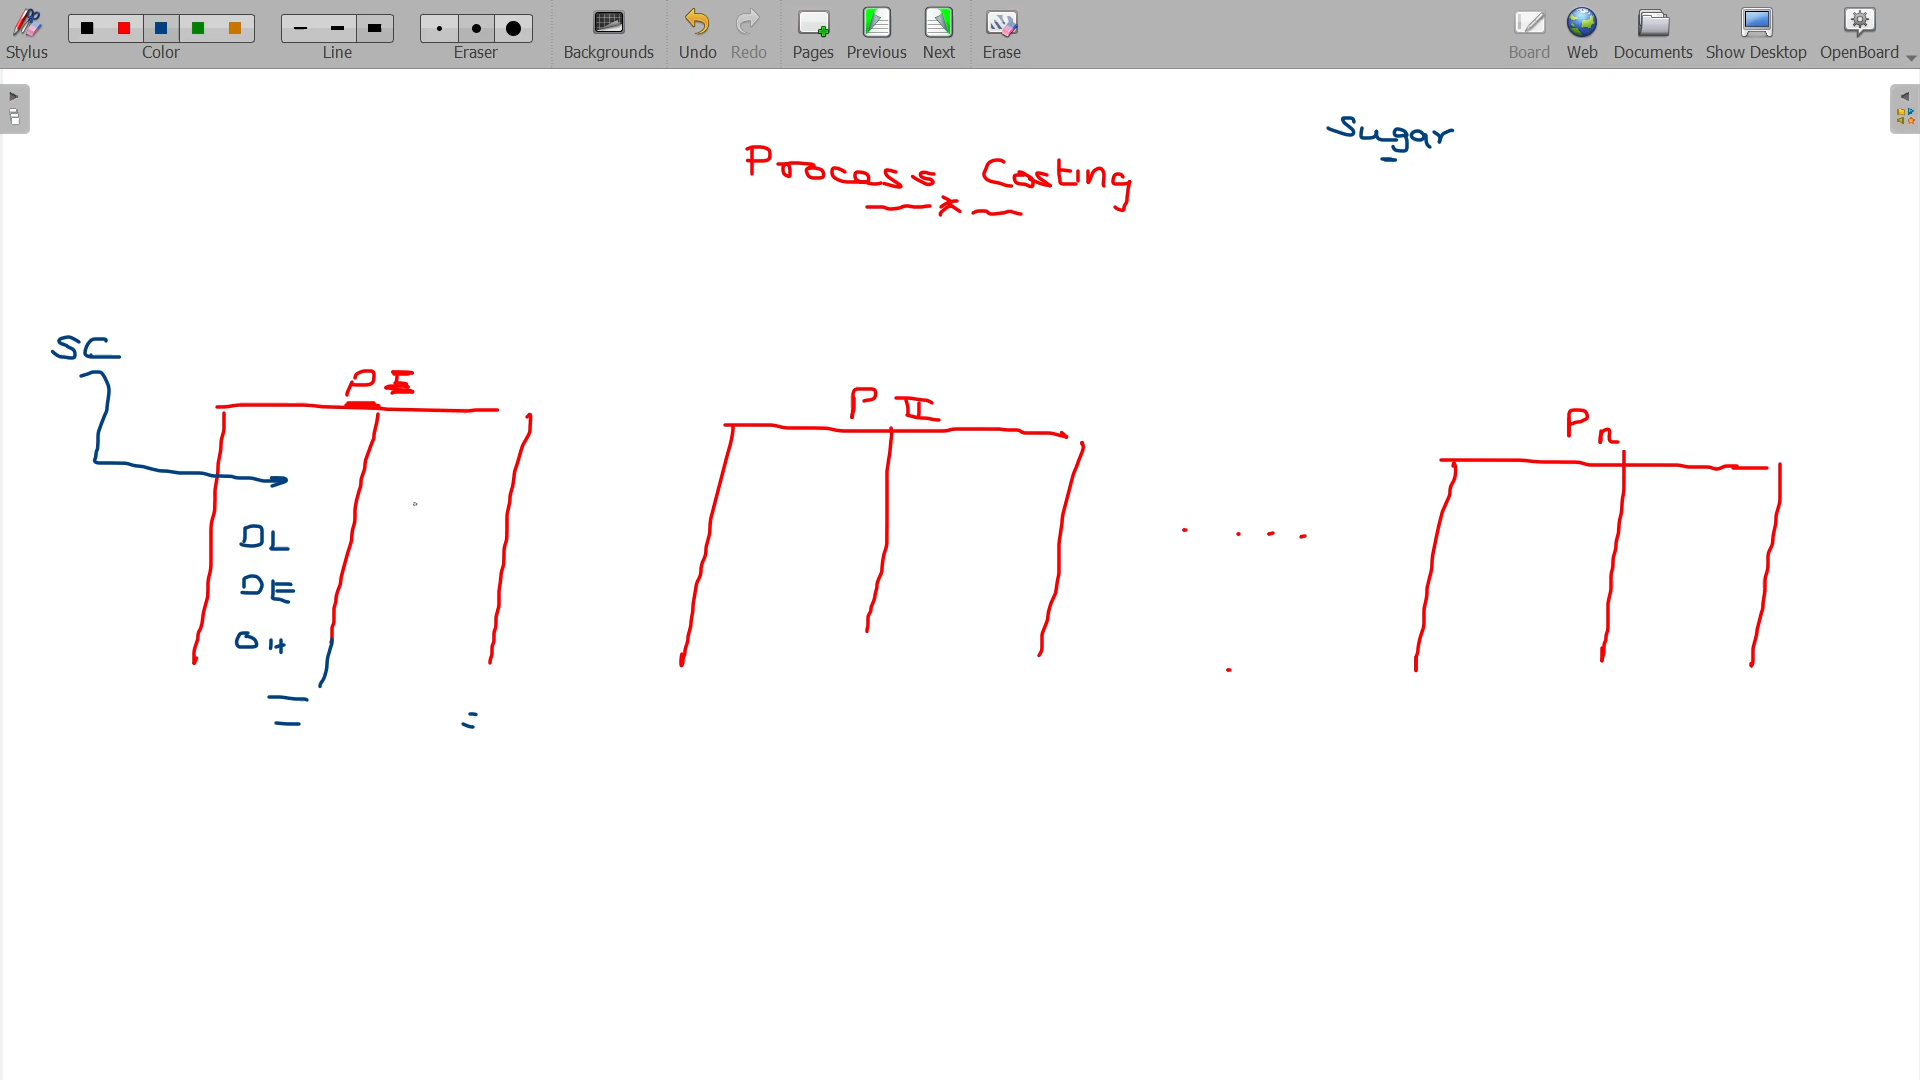 Stylus Color Line Eraser Backgrounds Undo Redo Pages Previous Next Erase Board Web Documents Show Desktop OpenBoard
Sugar
Process Costing
SC
P I
P II
Pn
DL
DE
OH